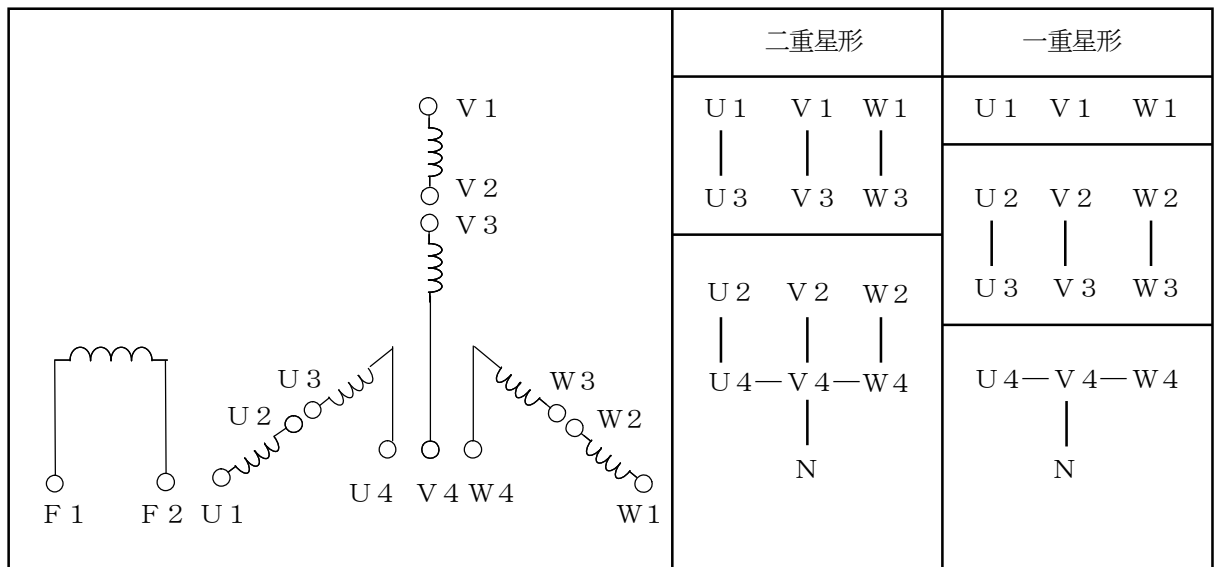 二重星形
一重星形
V1
V2
V3
U3
U2
W3
W2
U4 V4 W4
F1 F2 U1
W1
U1 V1 W1
U3 V3 W3
U2 V2 W2
U4—V4—W4
N
U1 V1 W1
U2 V2 W2
U3 V3 W3
U4—V4—W4
N